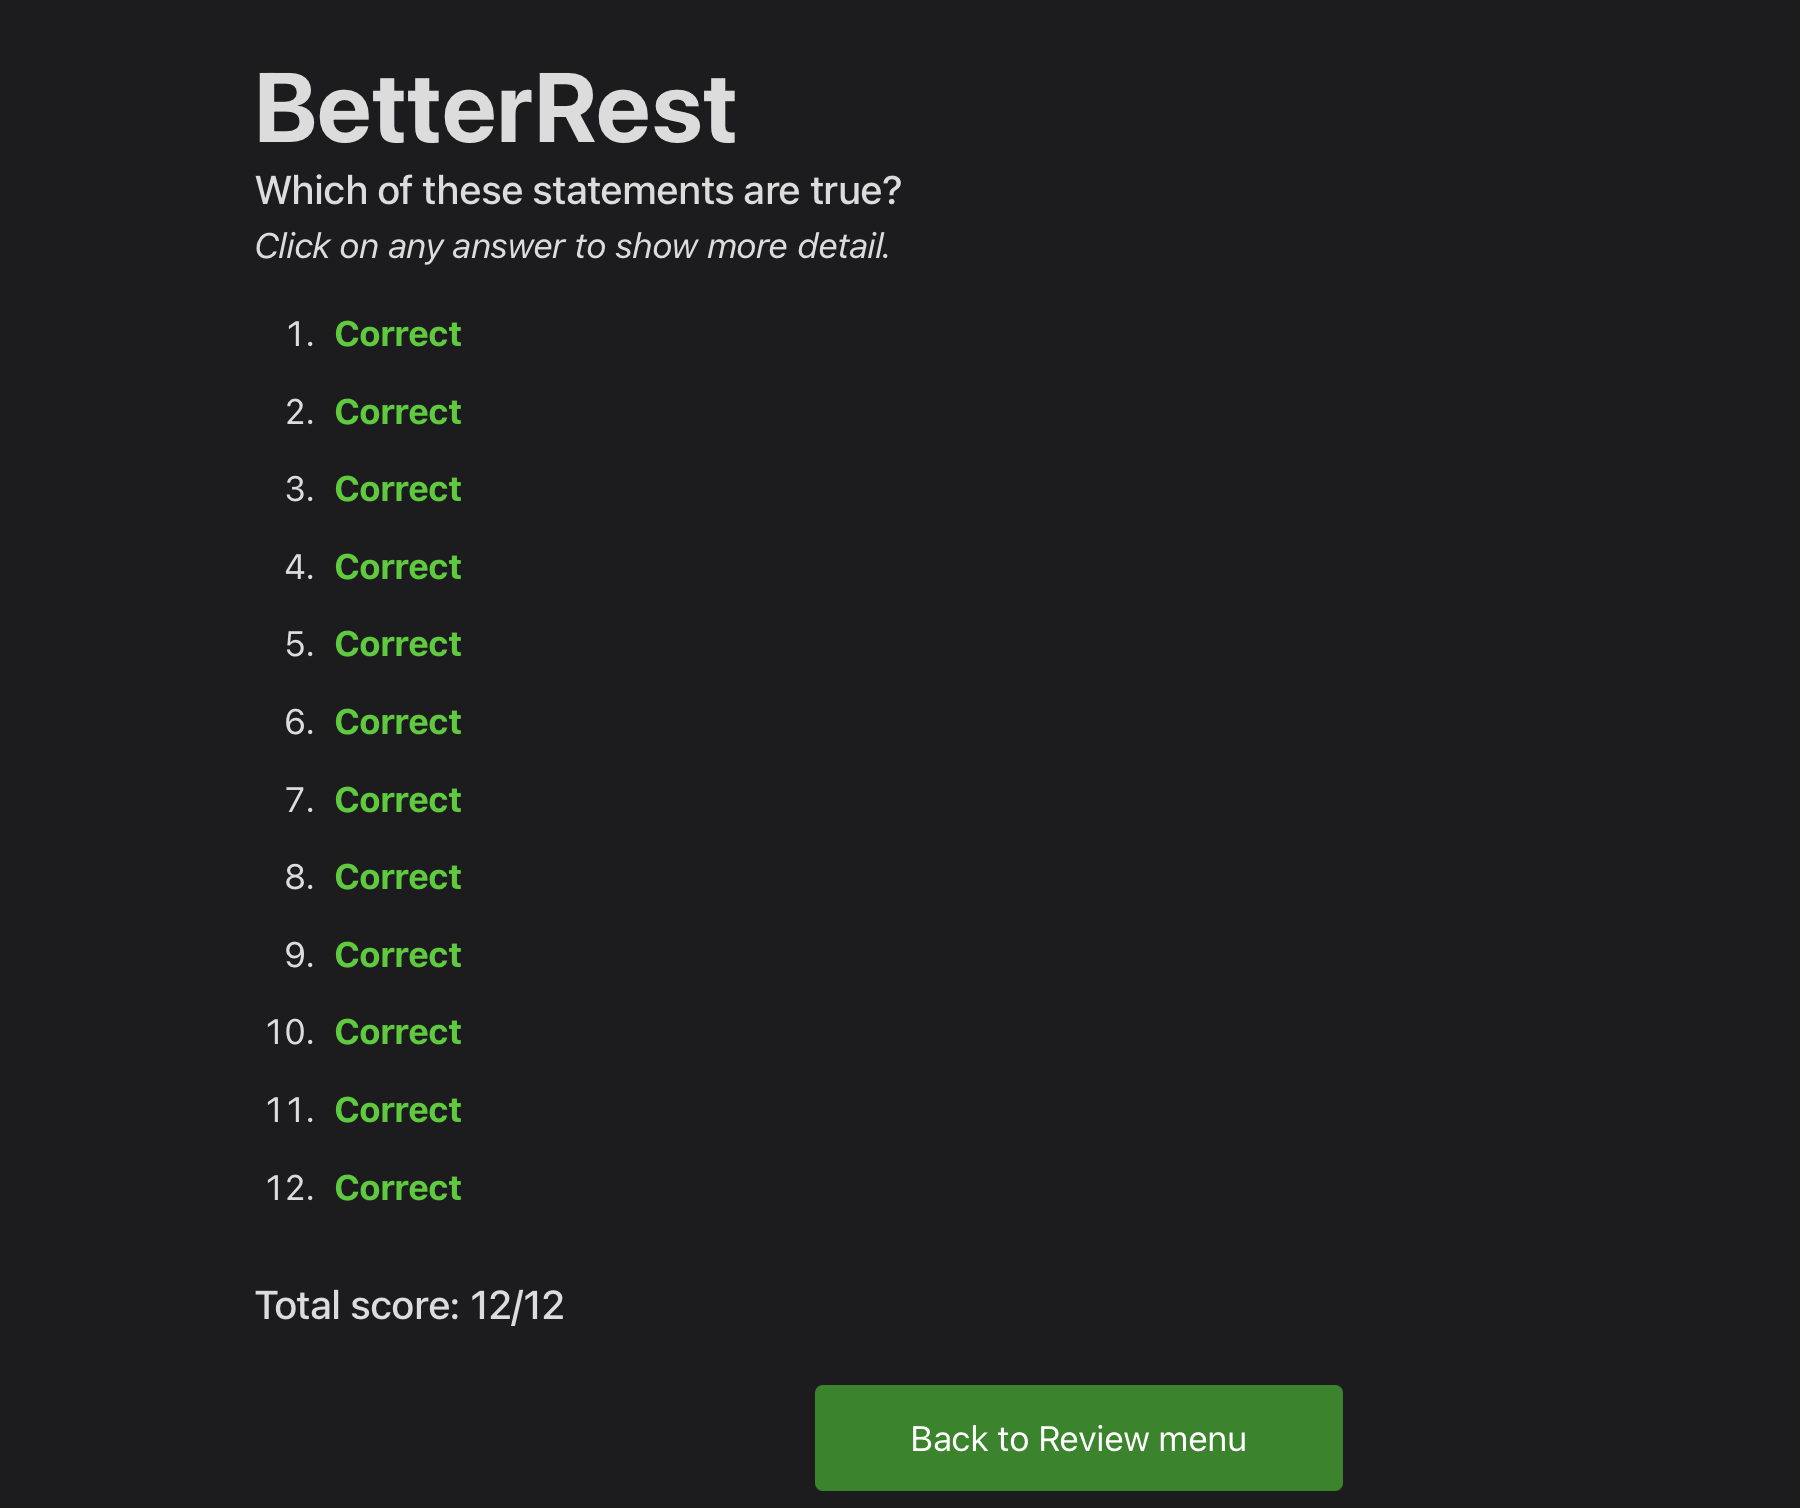 BetterRest
Which of these statements are true?
Click on any answer to show more detail.
1. Correct
2. Correct
3. Correct
4. Correct
5. Correct
6. Correct
7. Correct
8. Correct
9. Correct
10. Correct
11. Correct
12. Correct
Total score: 12/12
Back to Review menu